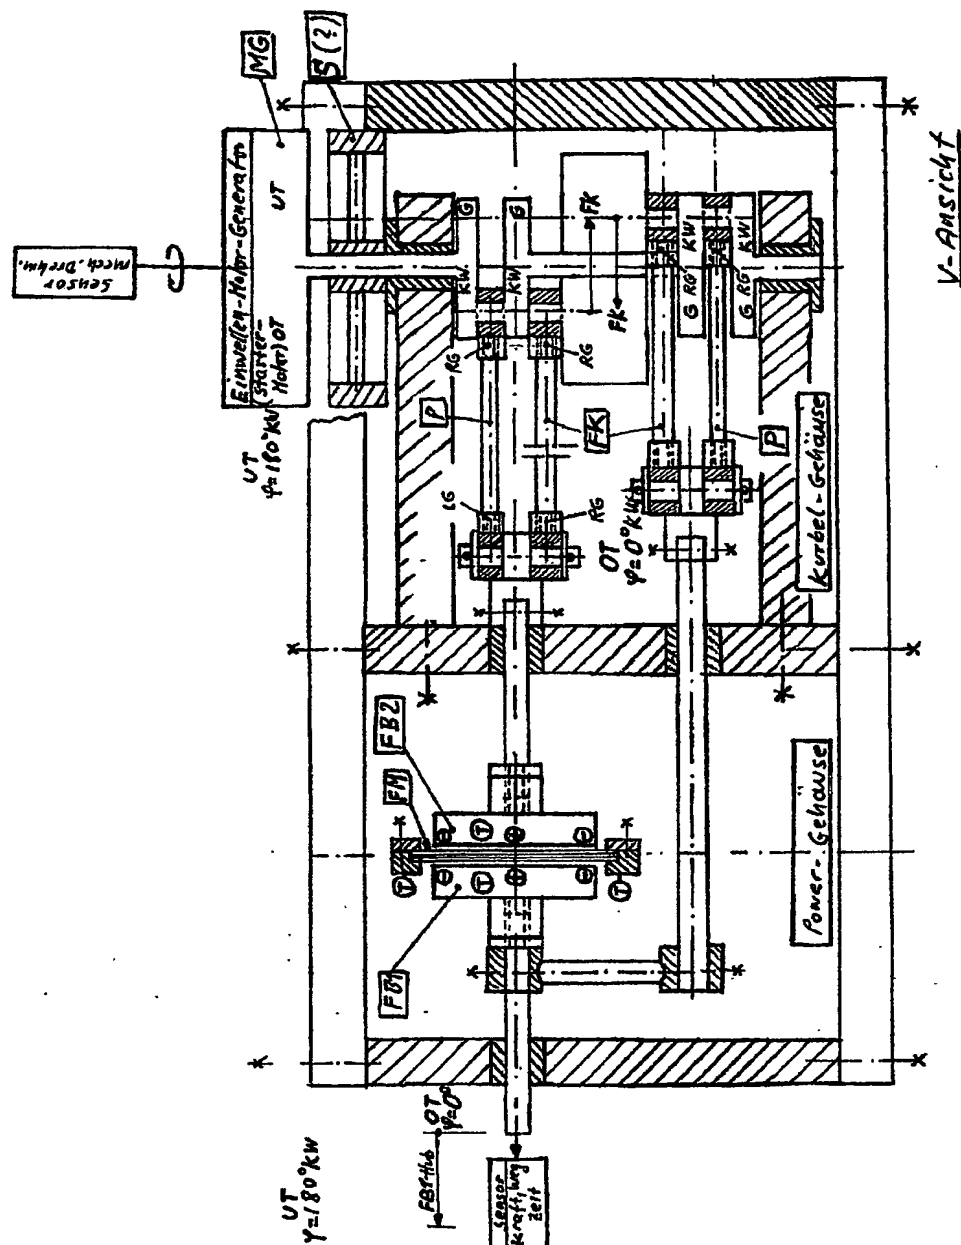 MG
S(?)
Einwellen-Motor-Generator
(Starter-
Motor) OT
UT
Sensor
Mech. Drehm.
UT
φ=180°KW
G
G
KW
KW
FK
FK
KW
KW
G
RG
G
RG
RG
RG
P
FK
P
LG
RG
OT
φ=0°KW
Kurbel-Gehäuse
V-Ansicht
FB2
FM
T
T
T
T
FB1
Power-Gehäuse
OT
φ=0°
FB1-Hub
UT
φ=180°KW
Sensor
Kraft, Weg
Zeit